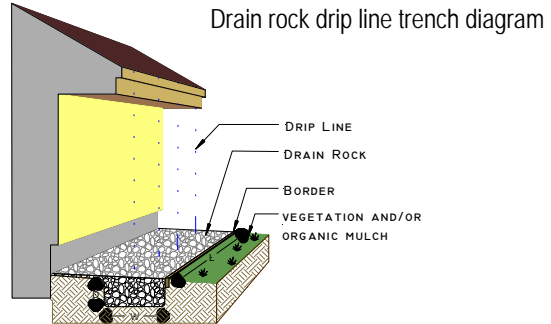 Drain rock drip line trench diagram
DRIP LINE
DRAIN ROCK
BORDER
VEGETATION AND/OR
ORGANIC MULCH
L
D
W